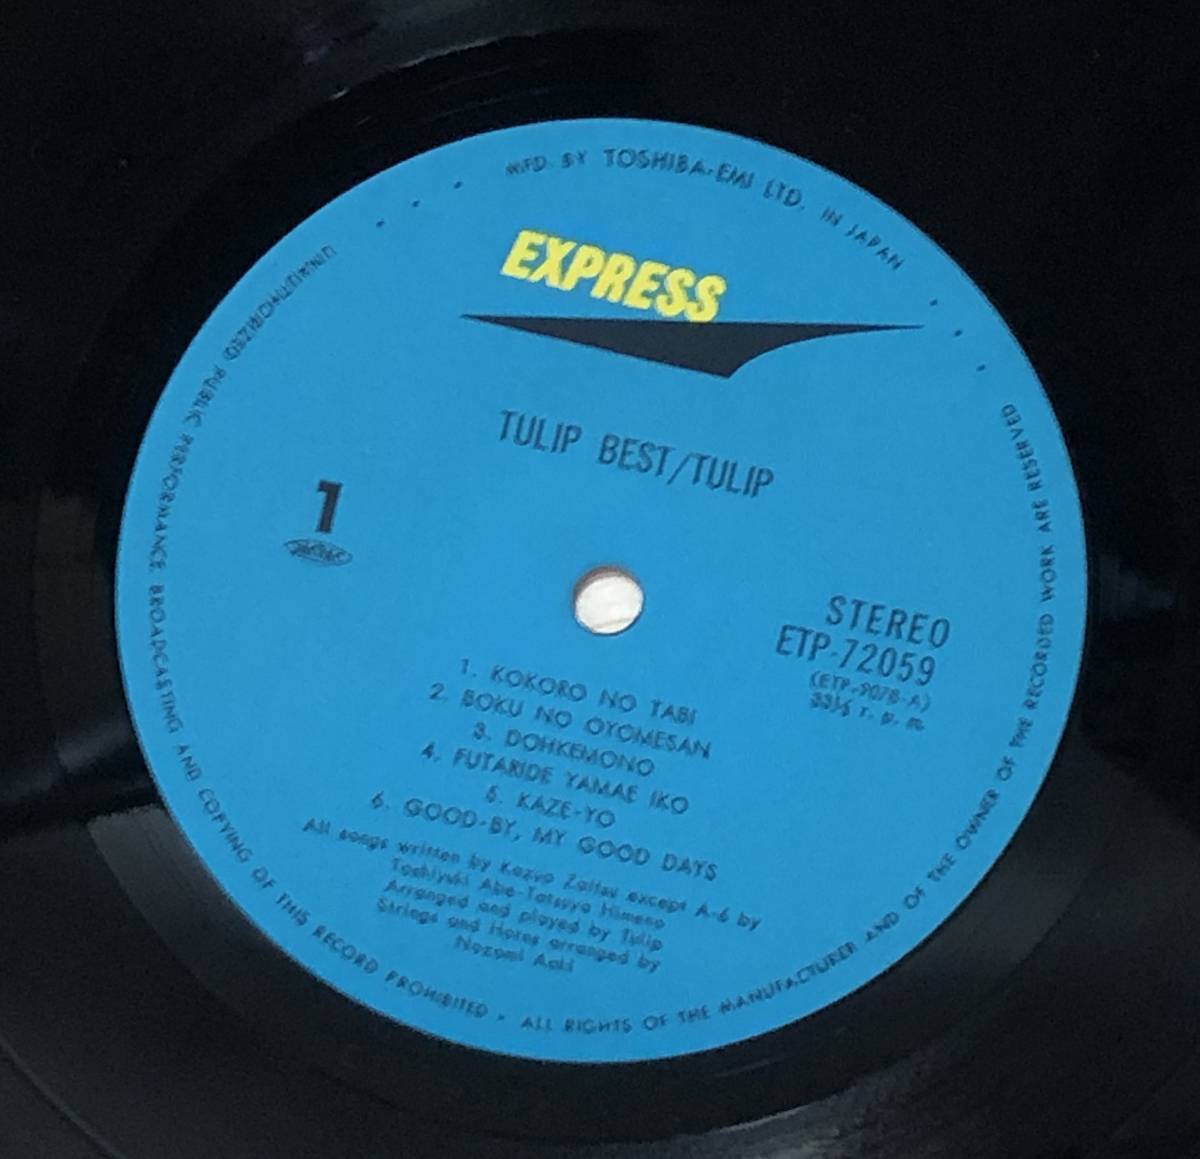 MFD. BY TOSHIBA-EMI LTD. IN JAPAN
EXPRESS
TULIP BEST/TULIP
1
STEREO
ETP-72059
(ETP-9078-A)
33⅓ r. p. m
1. KOKORO NO TABI
2. BOKU NO OYOMESAN
3. DOHKEMONO
4. FUTARIDE YAMAE IKO
5. KAZE-YO
6. GOOD-BY, MY GOOD DAYS
All songs written by Kazuo Zaitsu except A-6 by
Toshiyuki Abe-Tatsuya Himeno
Arranged and played by Tulip
Strings and Hores arranged by
Nozomi Aoki
UNAUTHORIZED PUBLIC PERFORMANCE BROADCASTING AND COPYING OF THIS RECORD PROHIBITED • ALL RIGHTS OF THE MANUFACTURER AND OF THE OWNER OF THE RECORDED WORK ARE RESERVED